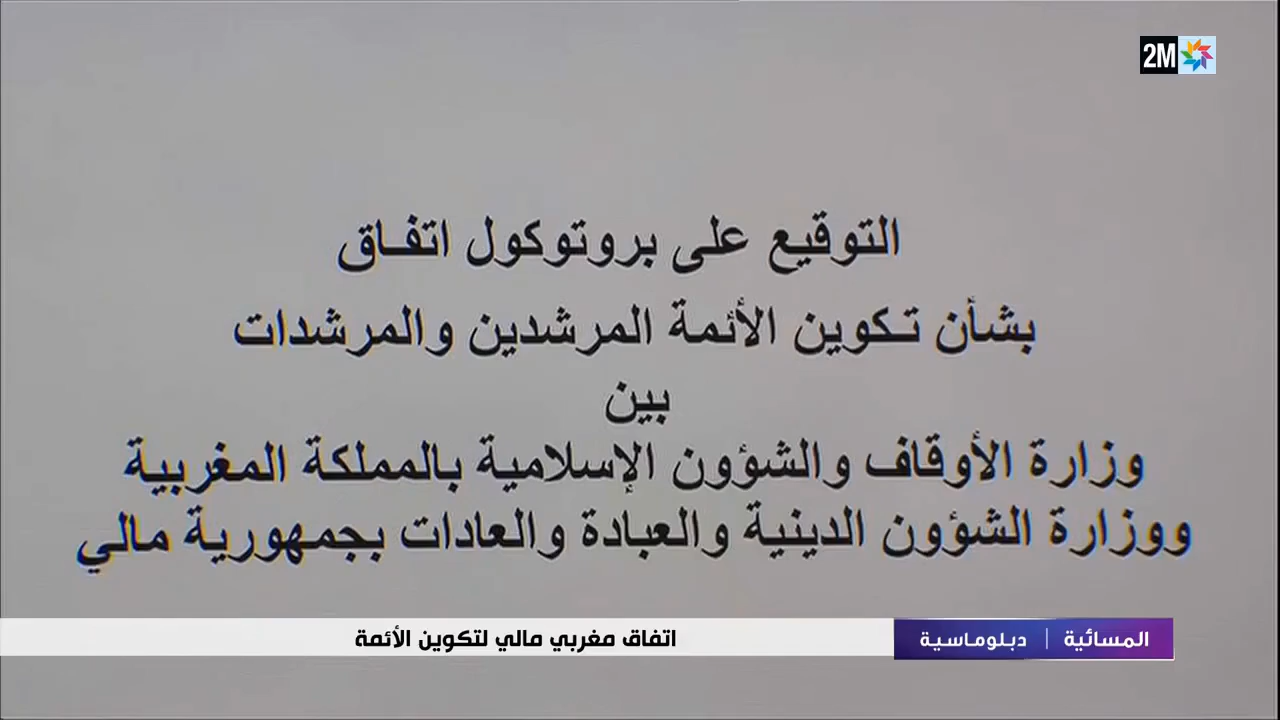 2M
التوقيع على بروتوكول اتفـاق
بشأن تكوين الأئمة المرشدين والمرشدات
بين
وزارة الأوقاف والشؤون الإسلامية بالمملكة المغربية
ووزارة الشؤون الدينية والعبادة والعادات بجمهورية مالي
المسائية | دبلوماسية
اتفاق مغربي مالي لتكوين الأئمة